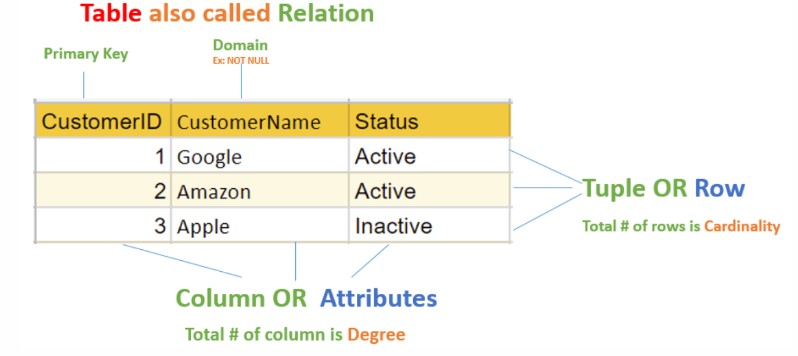 Table also called Relation
Primary Key
Domain
Ex: NOT NULL
CustomerID CustomerName Status
1 Google Active
2 Amazon Active
3 Apple Inactive
Tuple OR Row
Total # of rows is Cardinality
Column OR Attributes
Total # of column is Degree